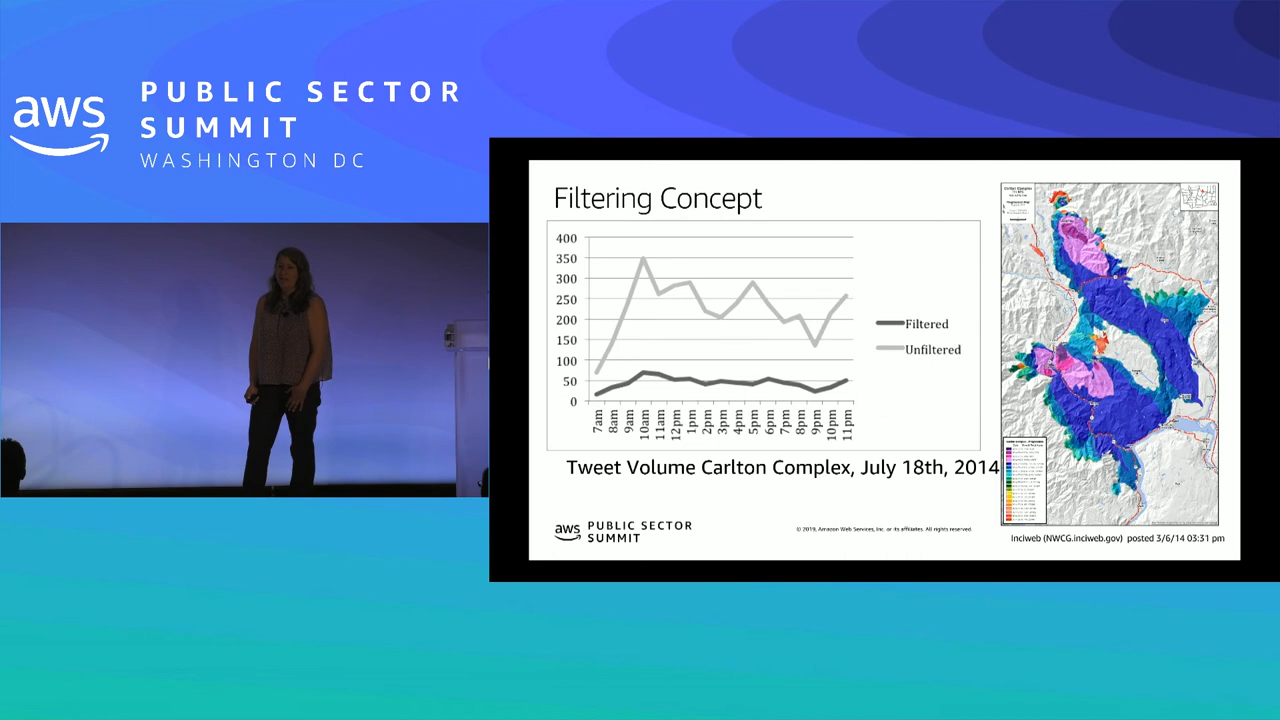 aws
PUBLIC SECTOR
SUMMIT
WASHINGTON DC
Filtering Concept
400
350
300
250
200
150
100
50
0
7am
8am
9am
10am
11am
12pm
1pm
2pm
3pm
4pm
5pm
6pm
7pm
8pm
9pm
10pm
11pm
Filtered
Unfiltered
Tweet Volume Carlton Complex, July 18th, 2014
aws
PUBLIC SECTOR
SUMMIT
© 2019, Amazon Web Services, Inc. or its affiliates. All rights reserved.
Inciweb (NWCG.inciweb.gov) posted 3/6/14 03:31 pm